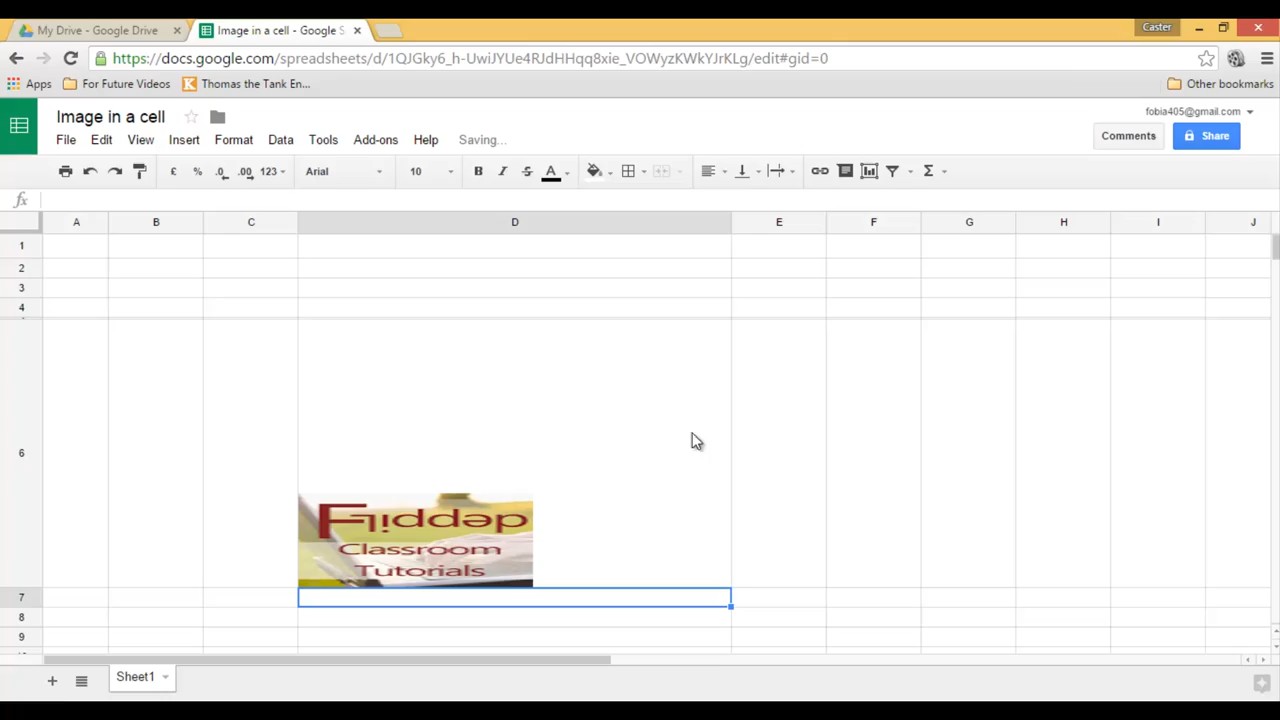 My Drive - Google Drive
Image in a cell - Google S
Caster
https://docs.google.com/spreadsheets/d/1QJGky6_h-UwiJYUe4RJdHHqq8xie_VOWyzKWkYJrKLg/edit#gid=0
Apps For Future Videos Thomas the Tank En... Other bookmarks
Image in a cell
fobia405@gmail.com
File Edit View Insert Format Data Tools Add-ons Help Saving...
Comments Share
£ % .0 .00 123 Arial 10 B I S A Σ
fx
A B C D E F G H I J
1
2
3
4
6
Flipped
Classroom
Tutorials
7
8
9
Sheet1